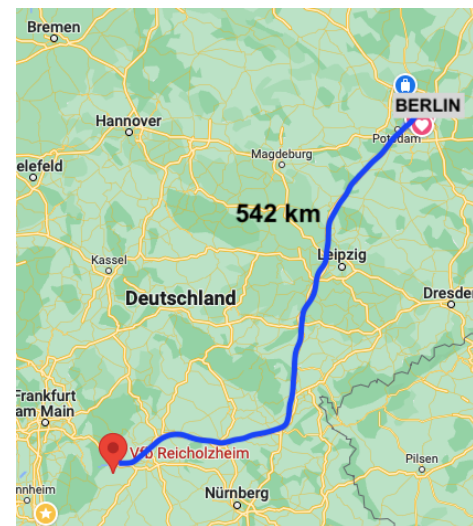 Bremen
BERLIN
Hannover
Potsdam
elefeld
Magdeburg
542 km
Leipzig
Kassel
Dresden
Deutschland
Frankfurt
am Main
VfB Reicholzheim
Pilsen
nnheim
Nürnberg